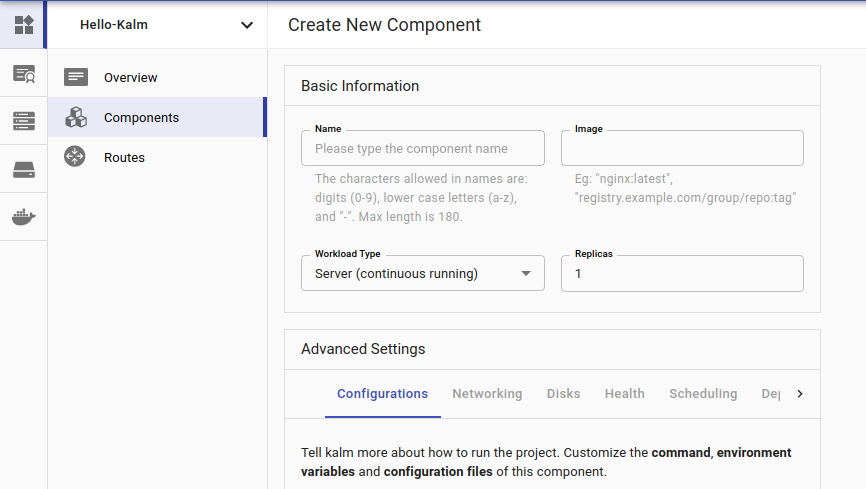 Hello-Kalm
Create New Component
Overview
Components
Routes
Basic Information
Name
Please type the component name
The characters allowed in names are:
digits (0-9), lower case letters (a-z),
and "-". Max length is 180.
Image
Eg: "nginx:latest",
"registry.example.com/group/repo:tag"
Workload Type
Server (continuous running)
Replicas
1
Advanced Settings
Configurations Networking Disks Health Scheduling
Tell kalm more about how to run the project. Customize the command, environment
variables and configuration files of this component.